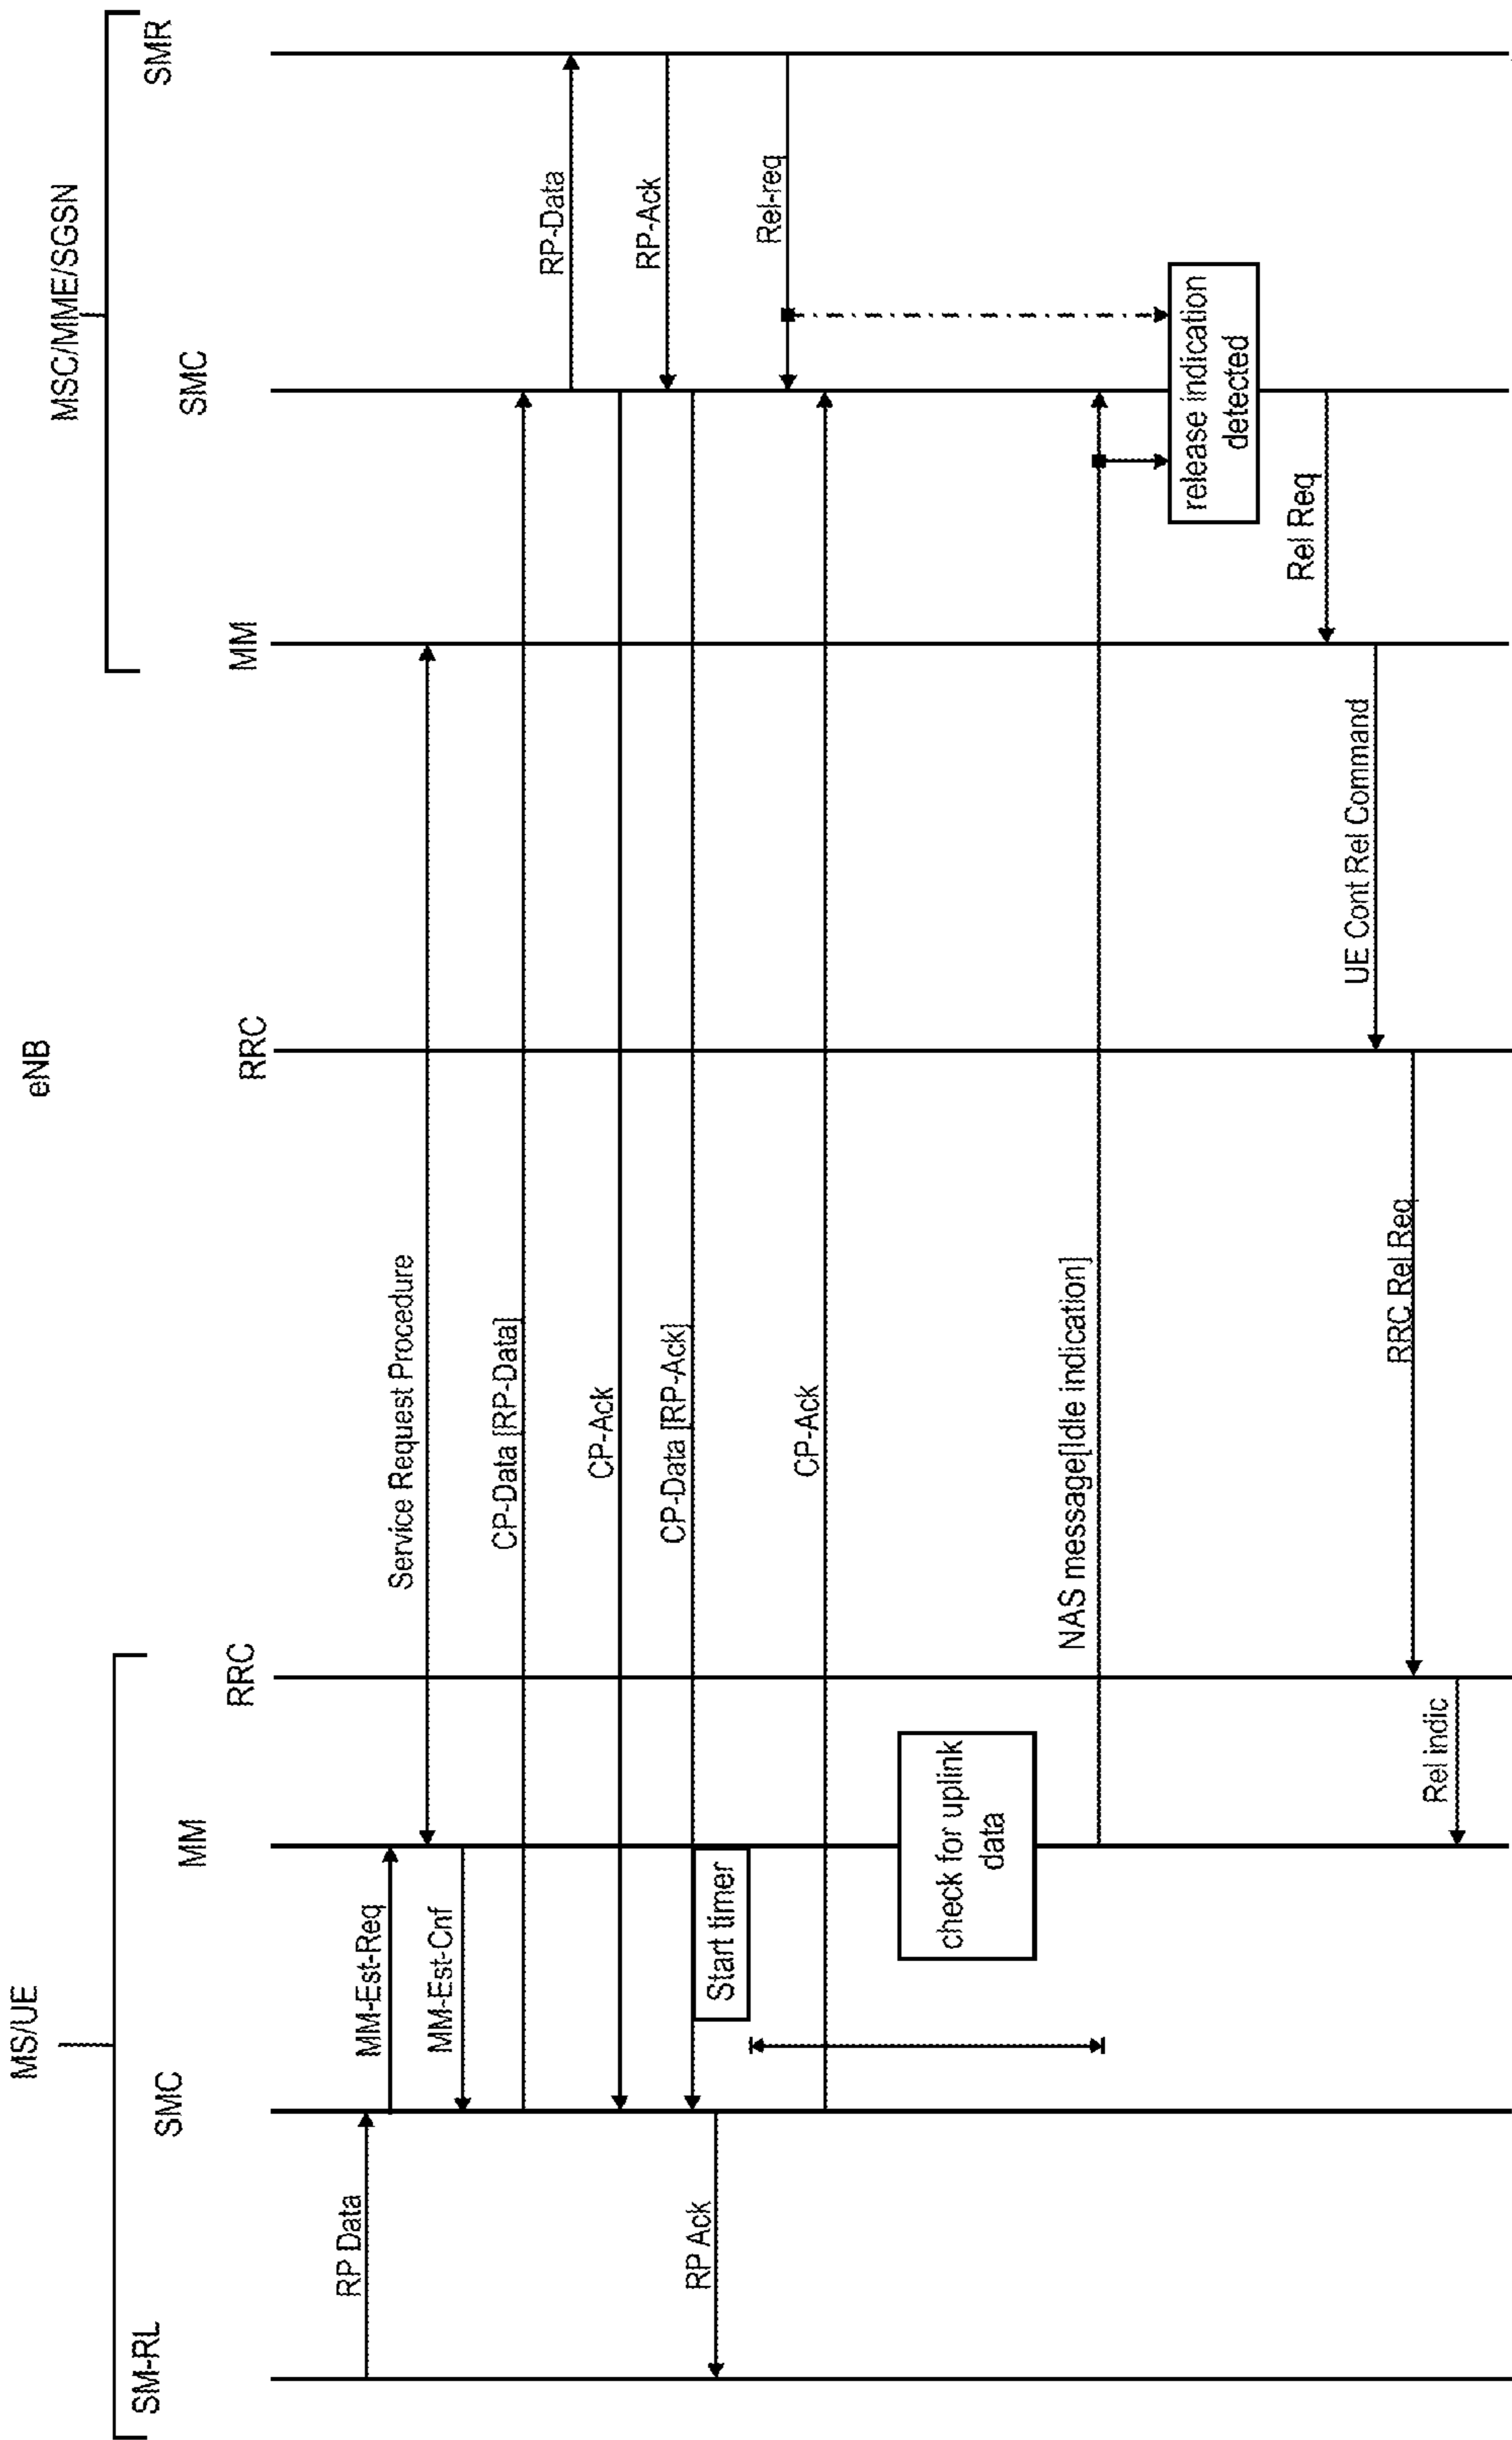 MS/UE
eNB
MSC/MME/SGSN
SM-RL
SMC
MM
RRC
RRC
MM
SMC
SMR
RP Data
MM-Est-Req
Service Request Procedure
MM-Est-Cnf
CP-Data [RP-Data]
RP-Data
CP-Ack
RP-Ack
CP-Data [RP-Ack]
Start timer
RP Ack
Rel-req
CP-Ack
check for uplink
data
NAS message[Idle indication]
release indication
detected
Rel Req
UE Cont Rel Command
RRC Rel Req
Rel indic